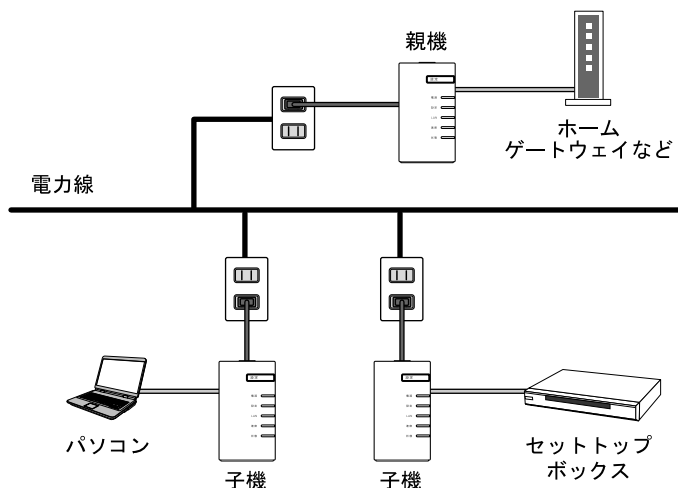 親機
ホーム
ゲートウェイなど
電力線
パソコン
子機
子機
セットトップ
ボックス